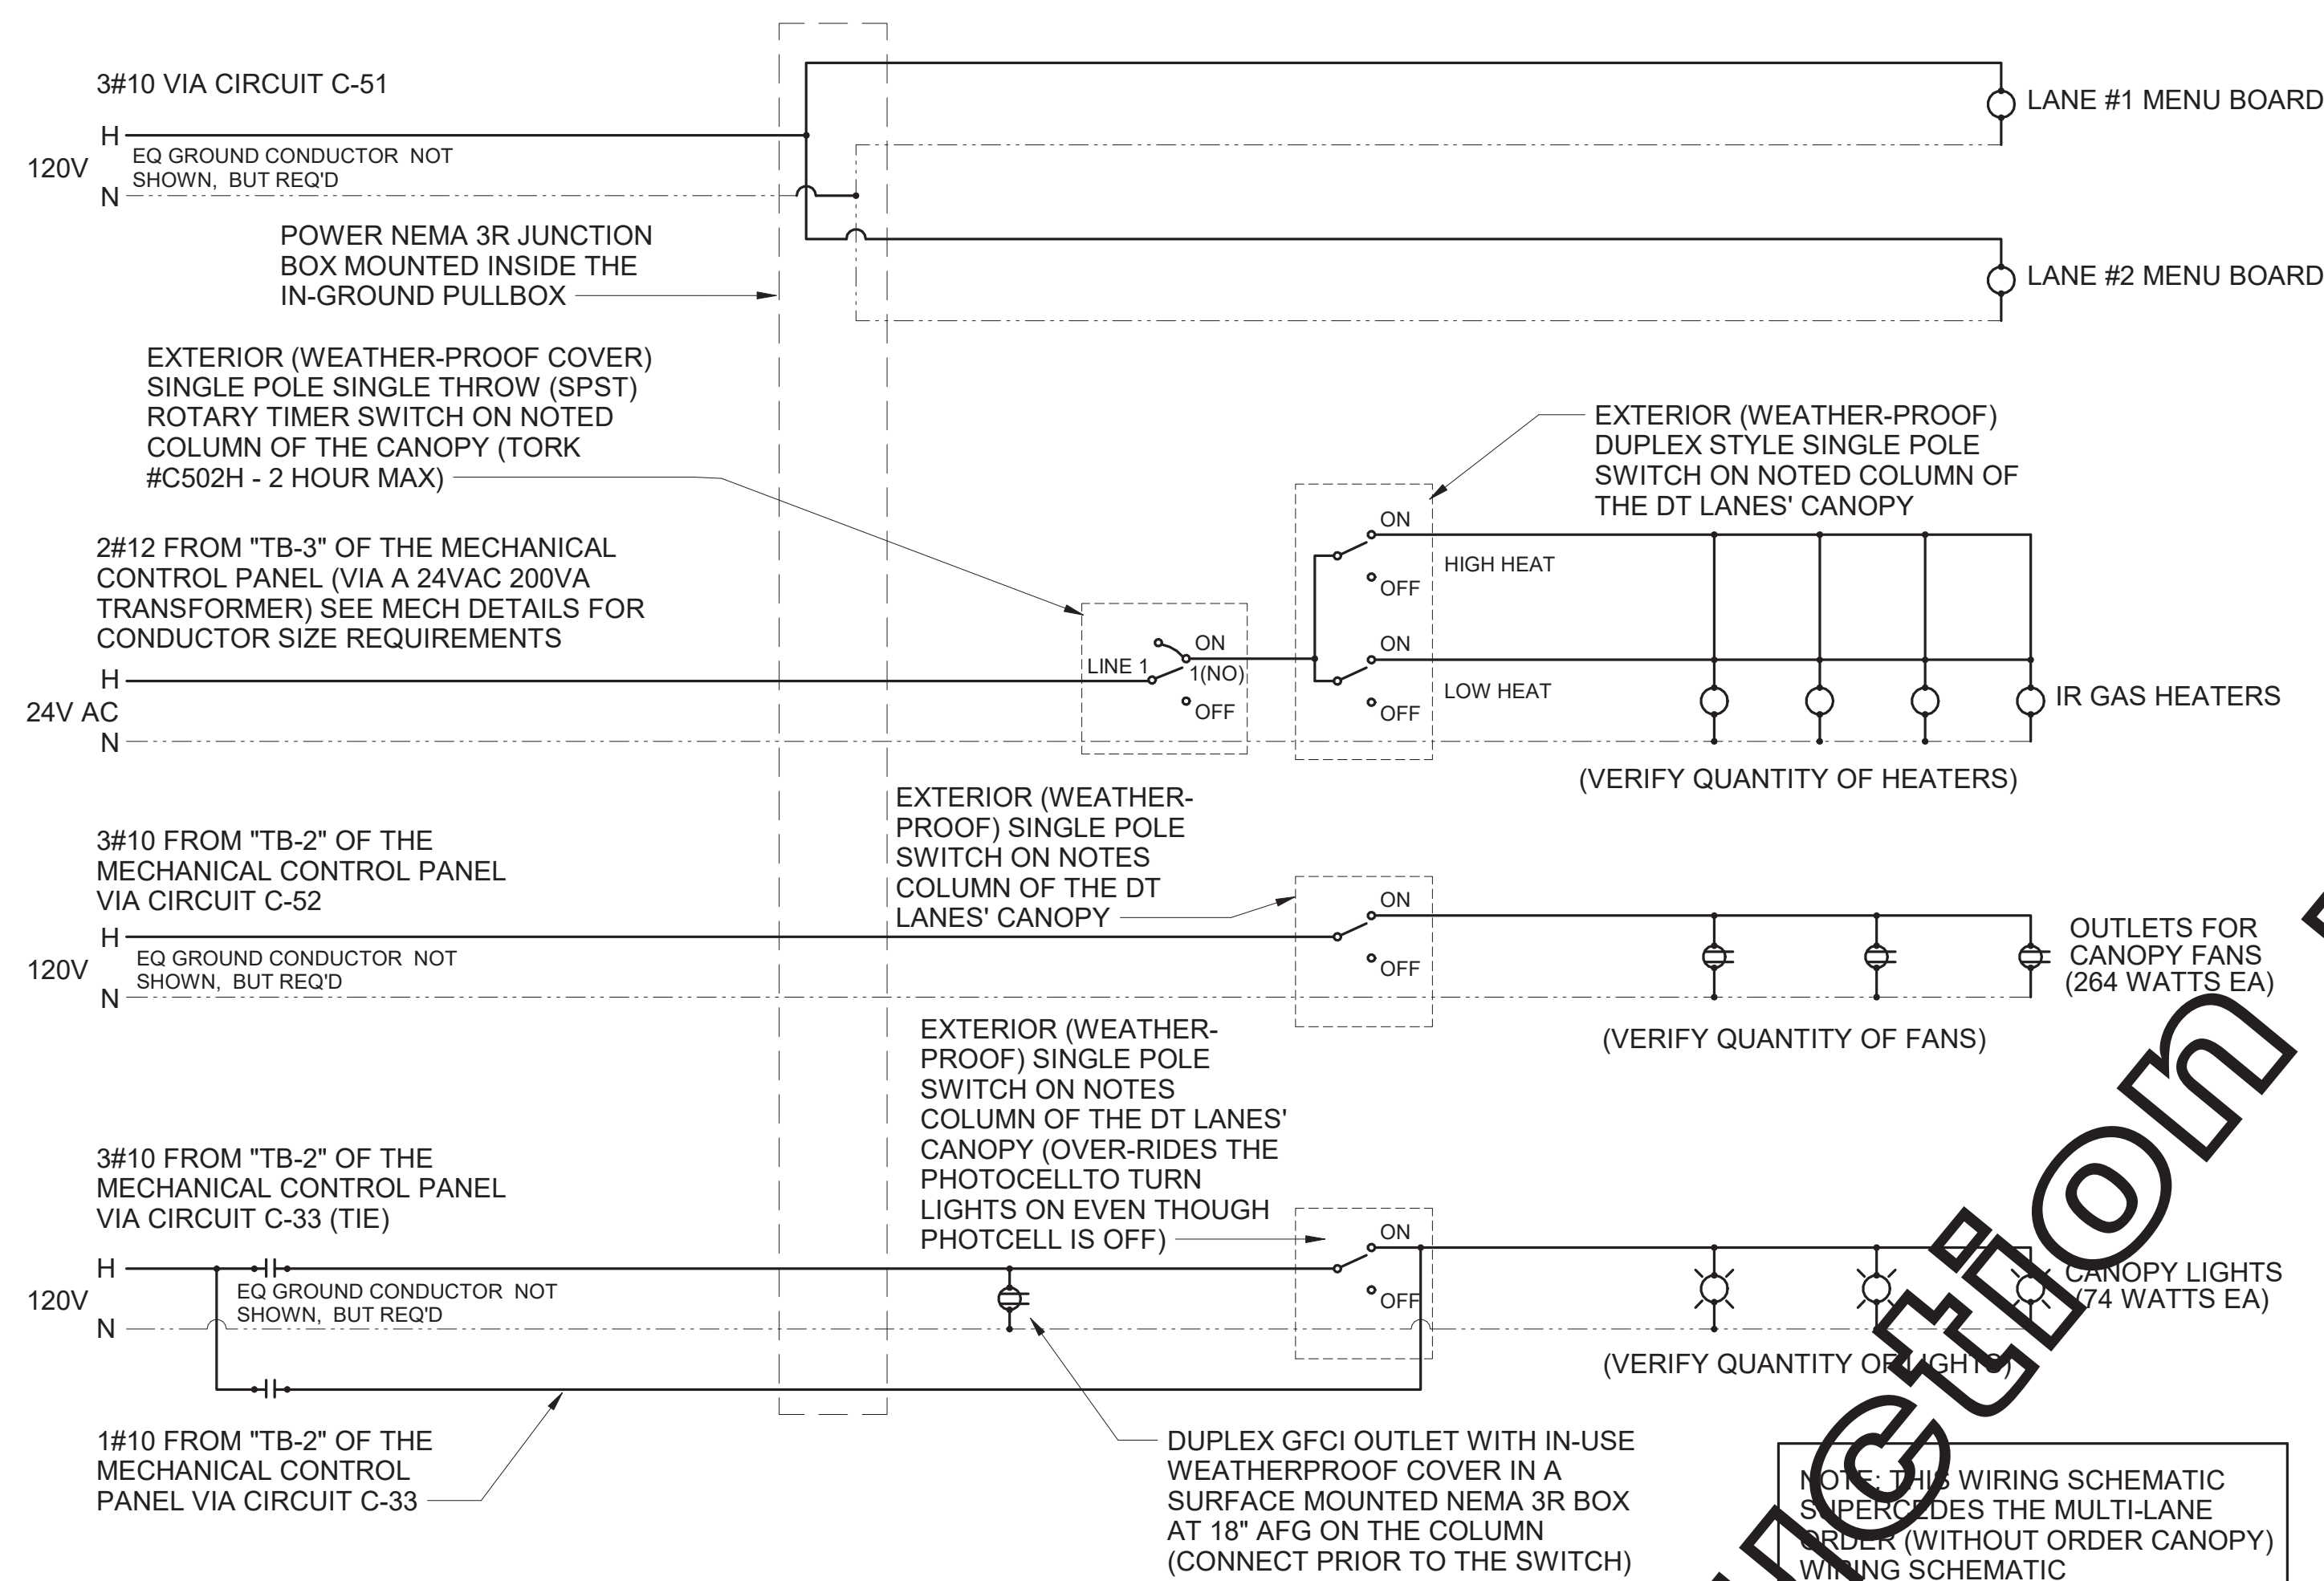 3#10 VIA CIRCUIT C-51
H
120V
EQ GROUND CONDUCTOR NOT
SHOWN, BUT REQ'D
N
LANE #1 MENU BOARD
LANE #2 MENU BOARD
POWER NEMA 3R JUNCTION
BOX MOUNTED INSIDE THE
IN-GROUND PULLBOX
EXTERIOR (WEATHER-PROOF COVER)
SINGLE POLE SINGLE THROW (SPST)
ROTARY TIMER SWITCH ON NOTED
COLUMN OF THE CANOPY (TORK
#C502H - 2 HOUR MAX)
EXTERIOR (WEATHER-PROOF)
DUPLEX STYLE SINGLE POLE
SWITCH ON NOTED COLUMN OF
THE DT LANES' CANOPY
2#12 FROM "TB-3" OF THE MECHANICAL
CONTROL PANEL (VIA A 24VAC 200VA
TRANSFORMER) SEE MECH DETAILS FOR
CONDUCTOR SIZE REQUIREMENTS
H
24V AC
N
LINE 1
ON
1(NO)
OFF
ON
OFF
HIGH HEAT
ON
OFF
LOW HEAT
IR GAS HEATERS
(VERIFY QUANTITY OF HEATERS)
EXTERIOR (WEATHER-
PROOF) SINGLE POLE
SWITCH ON NOTES
COLUMN OF THE DT
LANES' CANOPY
3#10 FROM "TB-2" OF THE
MECHANICAL CONTROL PANEL
VIA CIRCUIT C-52
H
120V
EQ GROUND CONDUCTOR NOT
SHOWN, BUT REQ'D
N
ON
OFF
OUTLETS FOR
CANOPY FANS
(264 WATTS EA)
(VERIFY QUANTITY OF FANS)
EXTERIOR (WEATHER-
PROOF) SINGLE POLE
SWITCH ON NOTES
COLUMN OF THE DT LANES'
CANOPY (OVER-RIDES THE
PHOTOCELLTO TURN
LIGHTS ON EVEN THOUGH
PHOTCELL IS OFF)
3#10 FROM "TB-2" OF THE
MECHANICAL CONTROL PANEL
VIA CIRCUIT C-33 (TIE)
H
120V
EQ GROUND CONDUCTOR NOT
SHOWN, BUT REQ'D
N
ON
OFF
CANOPY LIGHTS
(74 WATTS EA)
(VERIFY QUANTITY OF LIGHTS)
1#10 FROM "TB-2" OF THE
MECHANICAL CONTROL
PANEL VIA CIRCUIT C-33
DUPLEX GFCI OUTLET WITH IN-USE
WEATHERPROOF COVER IN A
SURFACE MOUNTED NEMA 3R BOX
AT 18" AFG ON THE COLUMN
(CONNECT PRIOR TO THE SWITCH)
NOTE: THIS WIRING SCHEMATIC
SUPERCEDES THE MULTI-LANE
ORDER (WITHOUT ORDER CANOPY)
WIRING SCHEMATIC
ction